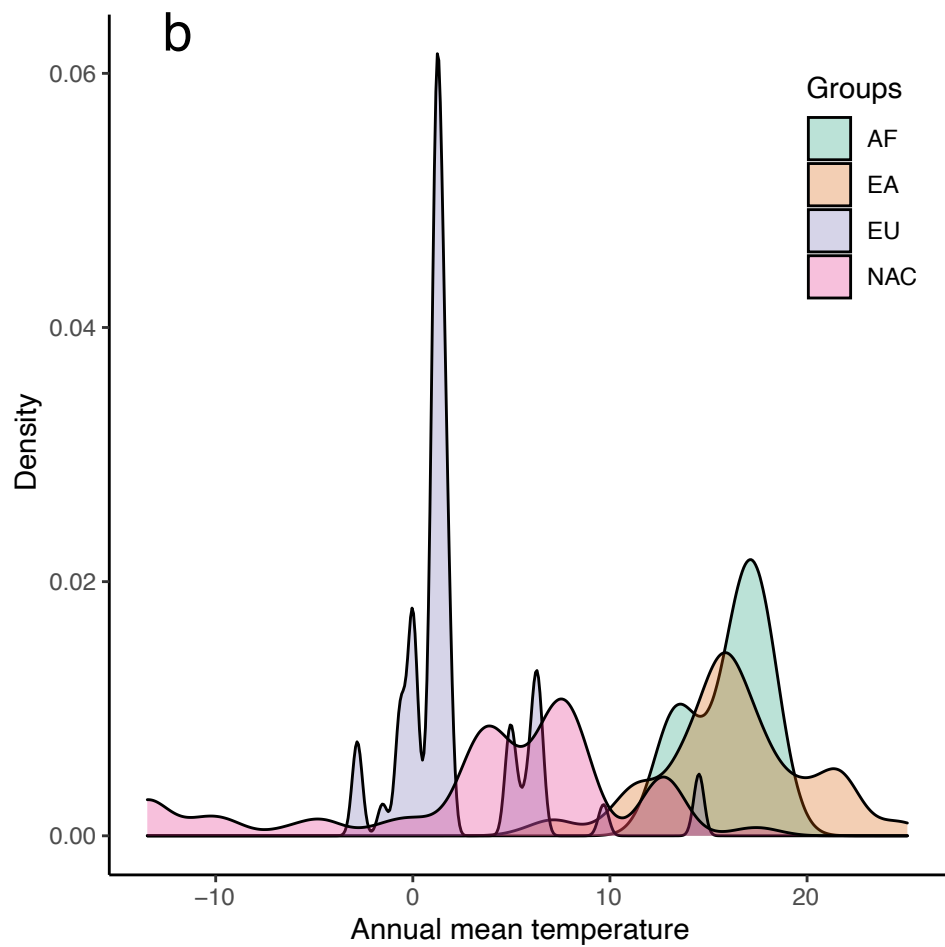 b
Groups
AF
EA
EU
NAC
0.06
0.04
0.02
0.00
Density
−10
0
10
20
Annual mean temperature